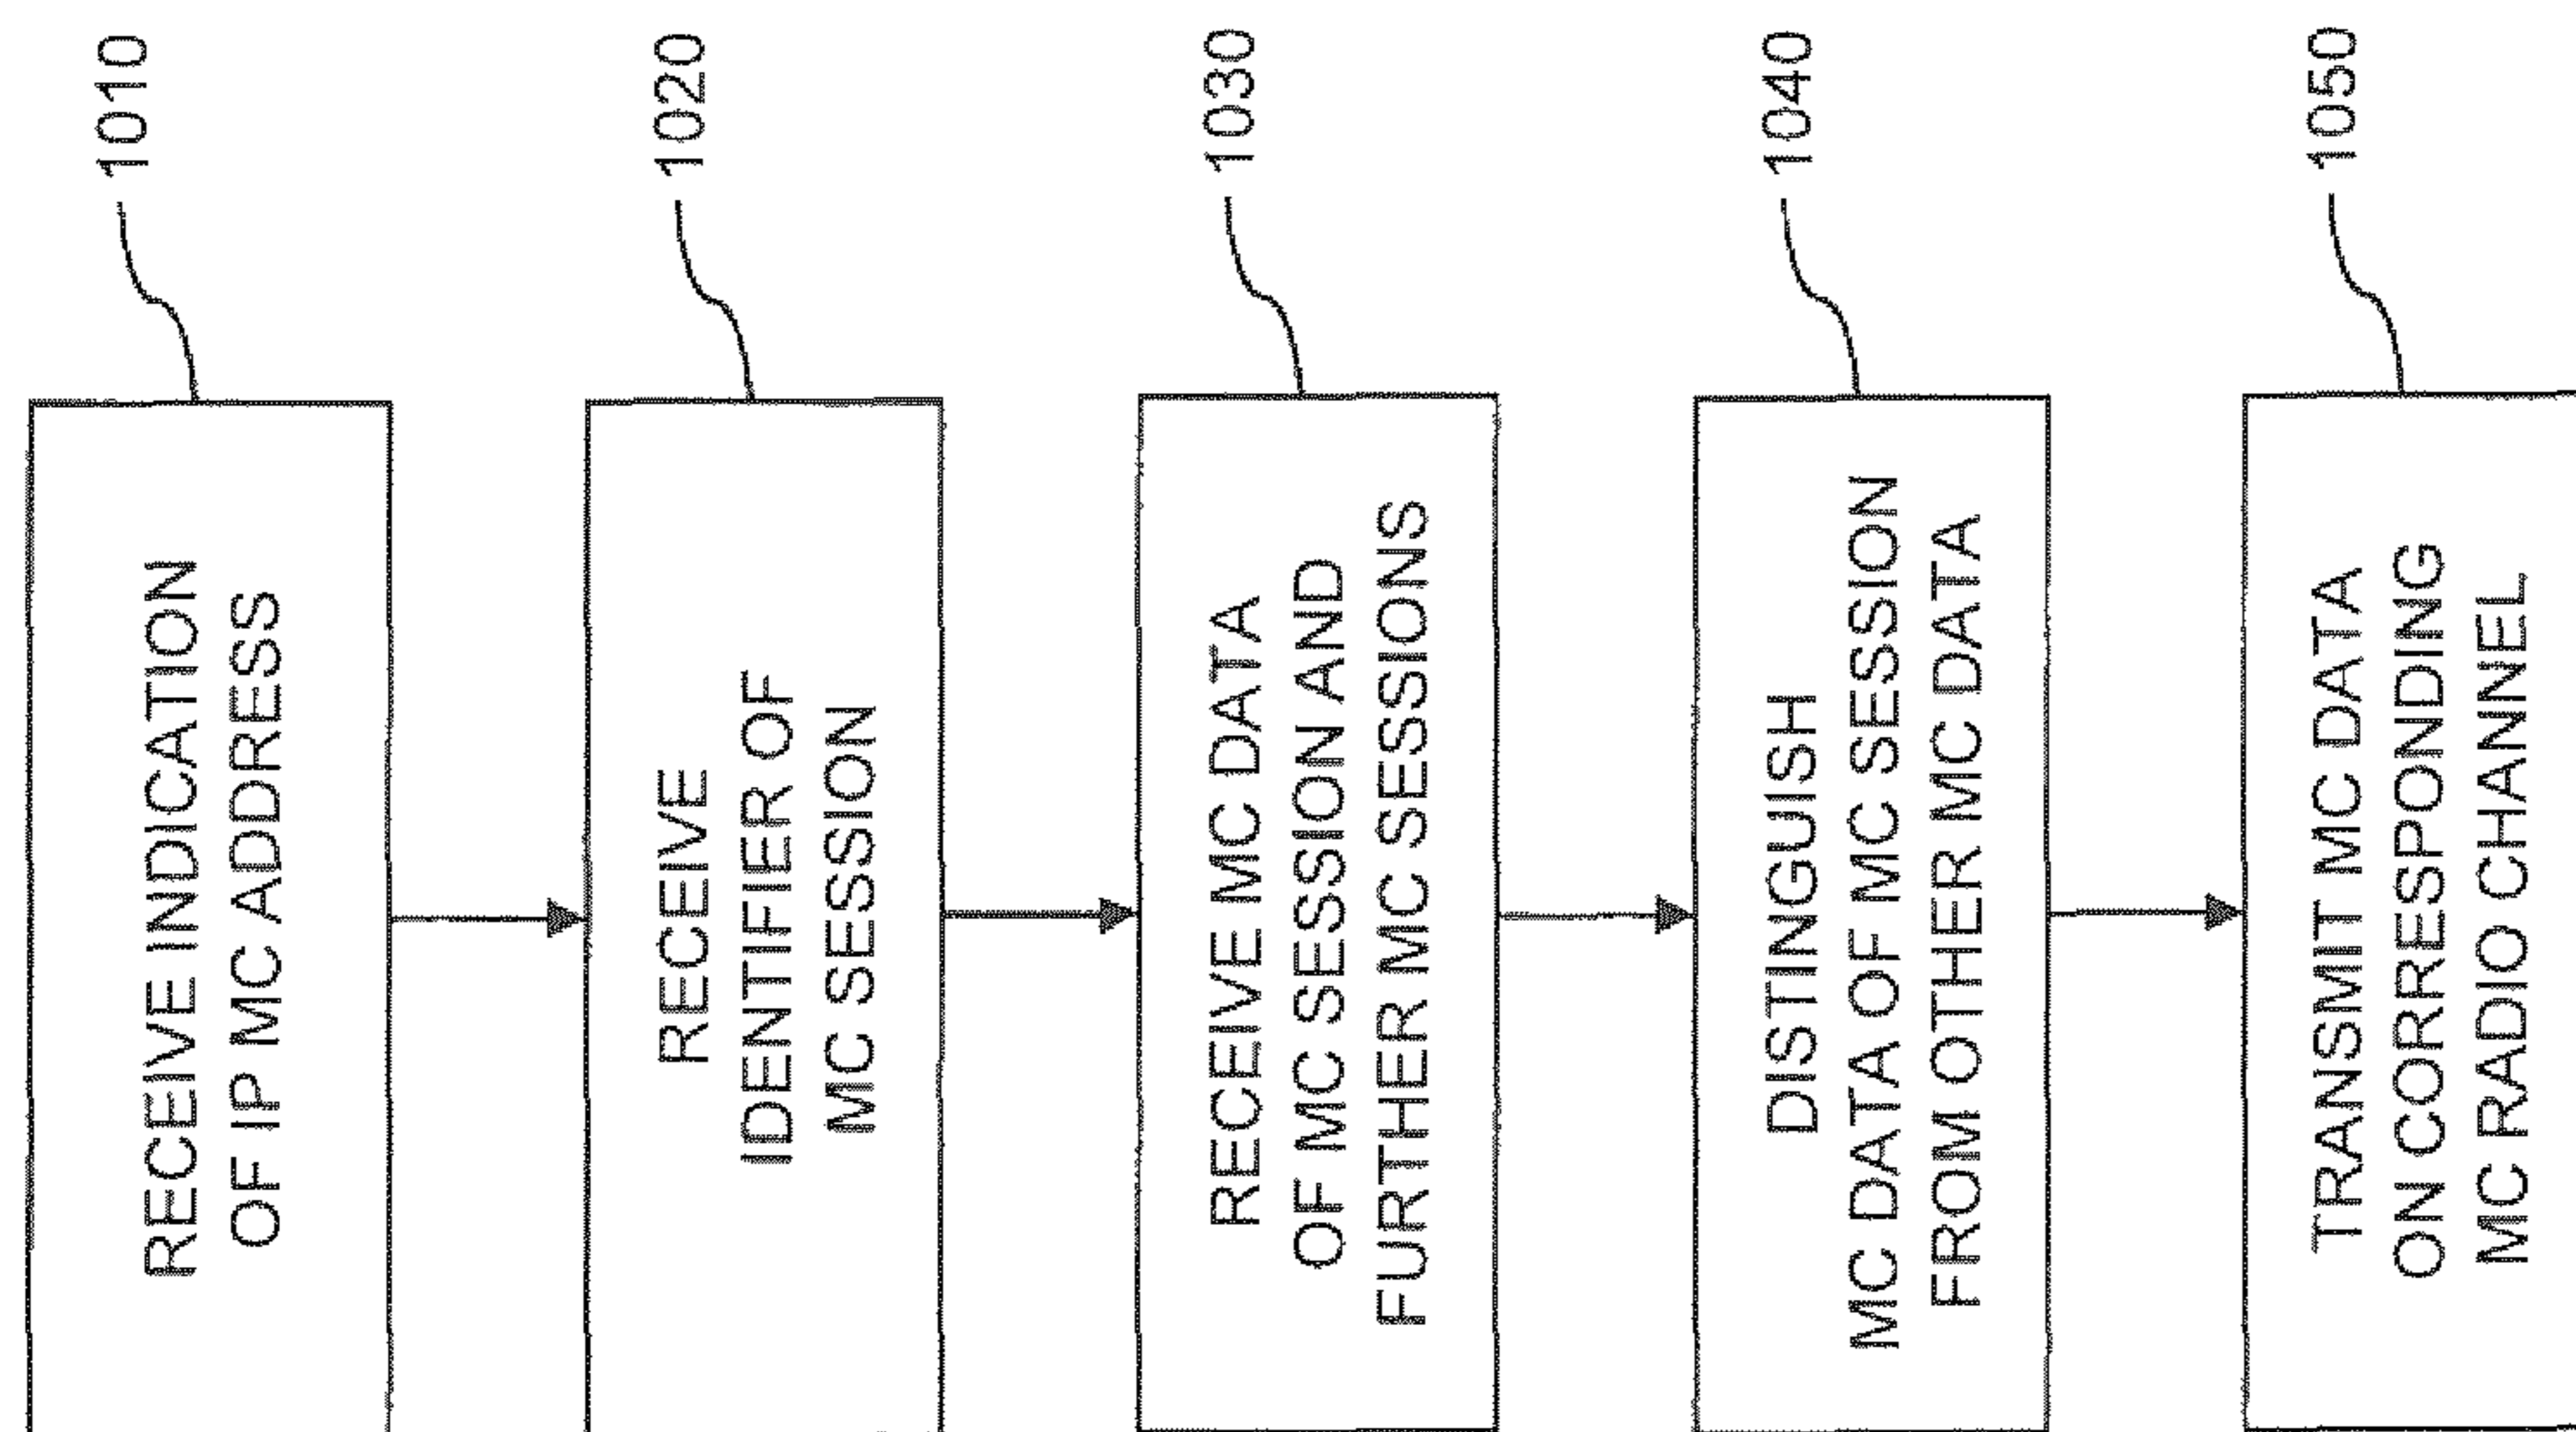 1010
RECEIVE INDICATION
OF IP MC ADDRESS
1020
RECEIVE
IDENTIFIER OF
MC SESSION
1030
RECEIVE MC DATA
OF MC SESSION AND
FURTHER MC SESSIONS
1040
DISTINGUISH
MC DATA OF MC SESSION
FROM OTHER MC DATA
1050
TRANSMIT MC DATA
ON CORRESPONDING
MC RADIO CHANNEL